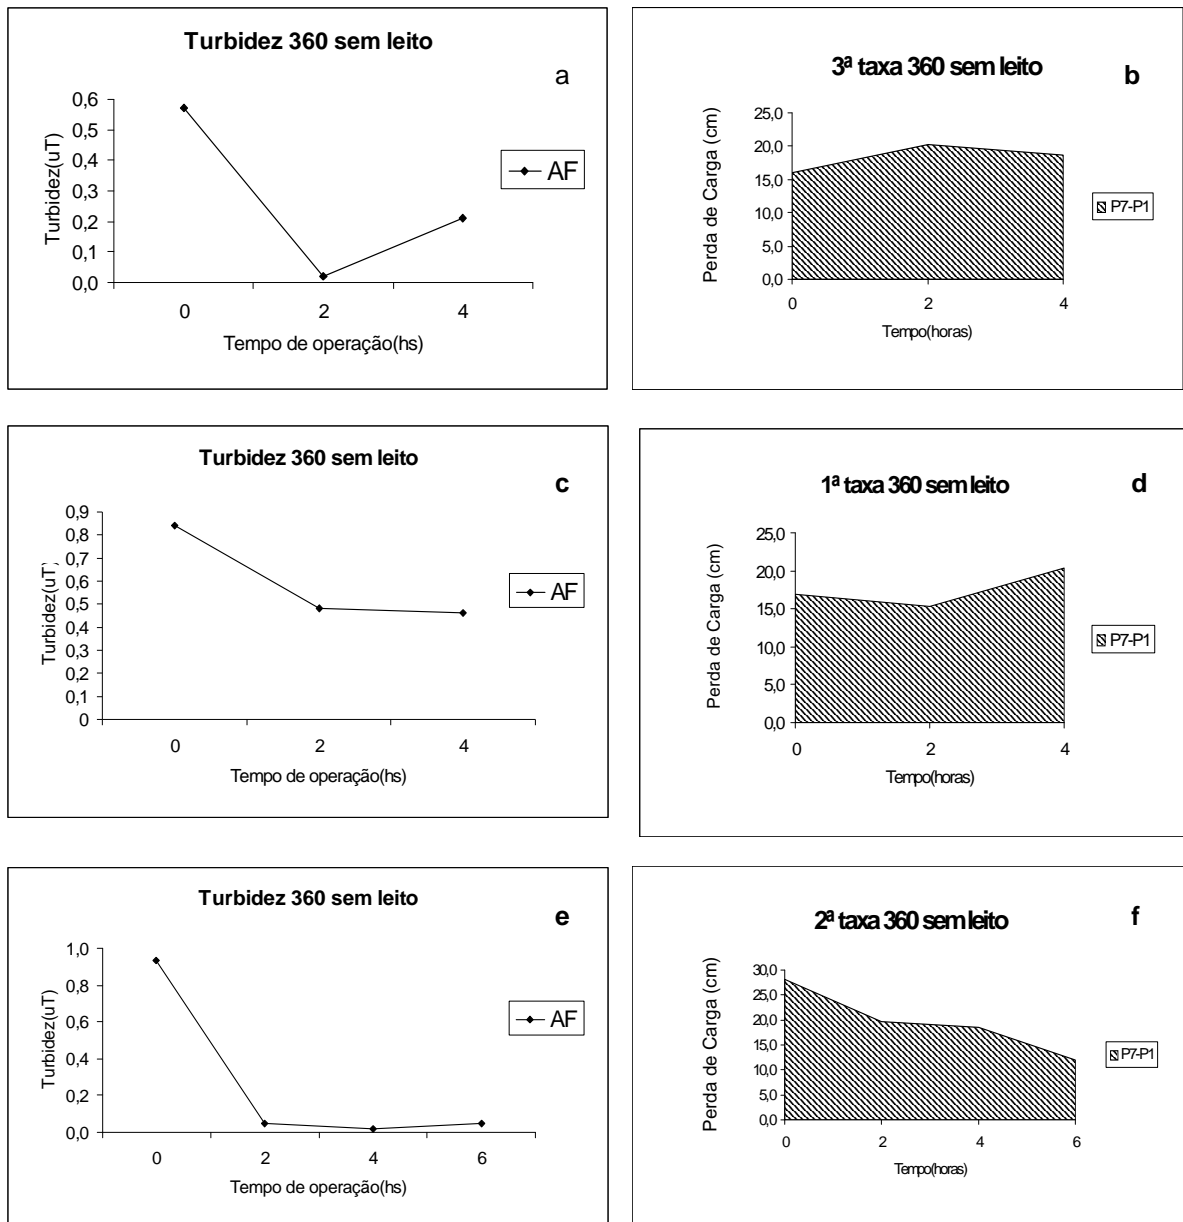 Turbidez 360 sem leito
a
0,6
0,5
0,4
0,3
0,2
0,1
0,0
Turbidez(uT)
0 2 4
Tempo de operação(hs)
AF
3ª taxa 360 sem leito
b
25,0
20,0
15,0
10,0
5,0
0,0
Perda de Carga (cm)
0 2 4
Tempo(horas)
P7-P1
Turbidez 360 sem leito
c
0,9
0,8
0,7
0,6
0,5
0,4
0,3
0,2
0,1
0
Turbidez(uT)
0 2 4
Tempo de operação(hs)
AF
1ª taxa 360 sem leito
d
25,0
20,0
15,0
10,0
5,0
0,0
Perda de Carga (cm)
0 2 4
Tempo(horas)
P7-P1
Turbidez 360 sem leito
e
1,0
0,8
0,6
0,4
0,2
0,0
Turbidez(uT)
0 2 4 6
Tempo de operação(hs)
AF
2ª taxa 360 sem leito
f
30,0
25,0
20,0
15,0
10,0
5,0
0,0
Perda de Carga (cm)
0 2 4 6
Tempo(horas)
P7-P1